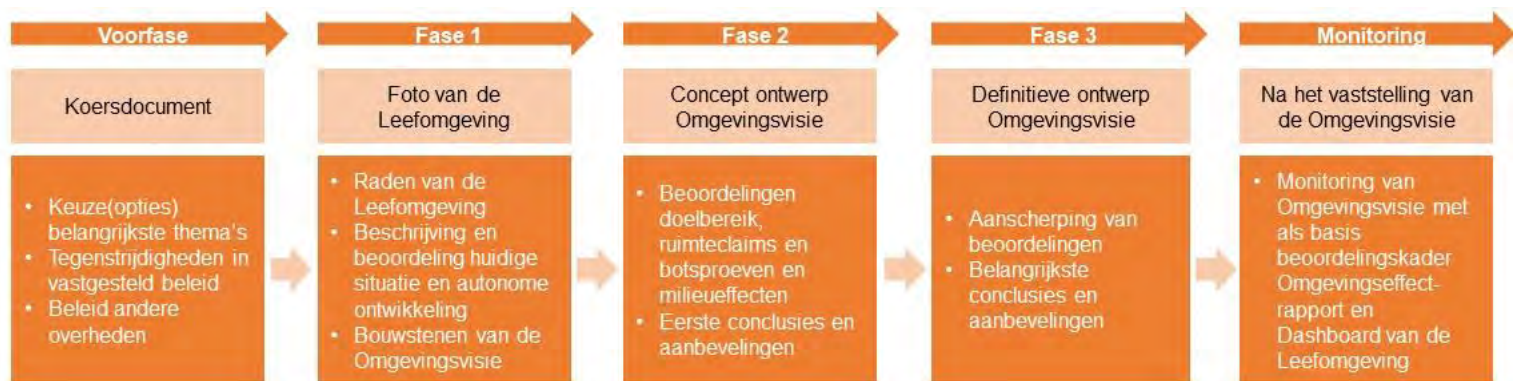 Voorfase
Koersdocument
• Keuze(opties)
belangrijkste thema's
• Tegenstrijdigheden in
vastgesteld beleid
• Beleid andere
overheden
Fase 1
Foto van de
Leefomgeving
• Raden van de
Leefomgeving
• Beschrijving en
beoordeling huidige
situatie en autonome
ontwikkeling
• Bouwstenen van de
Omgevingsvisie
Fase 2
Concept ontwerp
Omgevingsvisie
• Beoordelingen
doelbereik,
ruimteclaims en
botsproeven en
milieueffecten
• Eerste conclusies en
aanbevelingen
Fase 3
Definitieve ontwerp
Omgevingsvisie
• Aanscherping van
beoordelingen
• Belangrijkste
conclusies en
aanbevelingen
Monitoring
Na het vaststelling van
de Omgevingsvisie
• Monitoring van
Omgevingsvisie met
als basis
beoordelingskader
Omgevingseffect-
rapport en
Dashboard van de
Leefomgeving